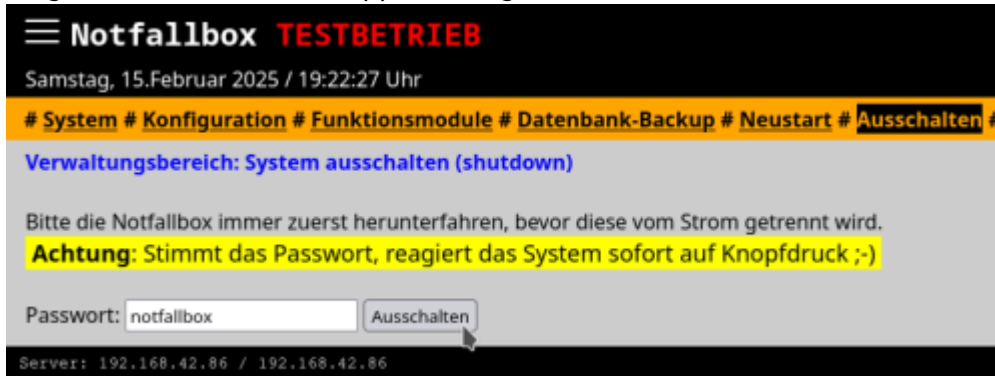 Notfallbox TESTBETRIEB
Samstag, 15.Februar 2025 / 19:22:27 Uhr
# System # Konfiguration # Funktionsmodule # Datenbank-Backup # Neustart # Ausschalten #
Verwaltungsbereich: System ausschalten (shutdown)
Bitte die Notfallbox immer zuerst herunterfahren, bevor diese vom Strom getrennt wird.
Achtung: Stimmt das Passwort, reagiert das System sofort auf Knopfdruck ;-)
Passwort: notfallbox Ausschalten
Server: 192.168.42.86 / 192.168.42.86